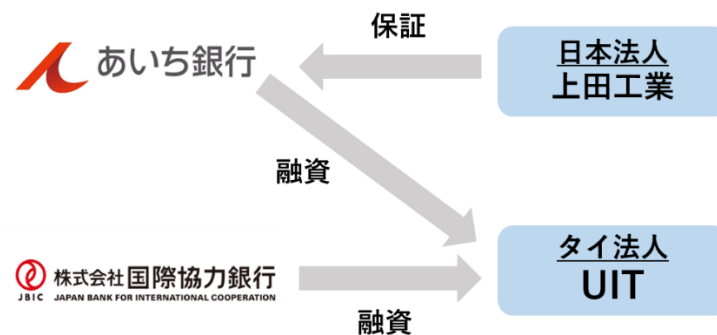 保証
あいち銀行
日本法人
上田工業
融資
タイ法人
UIT
JBIC
株式会社国際協力銀行
JAPAN BANK FOR INTERNATIONAL COOPERATION
融資